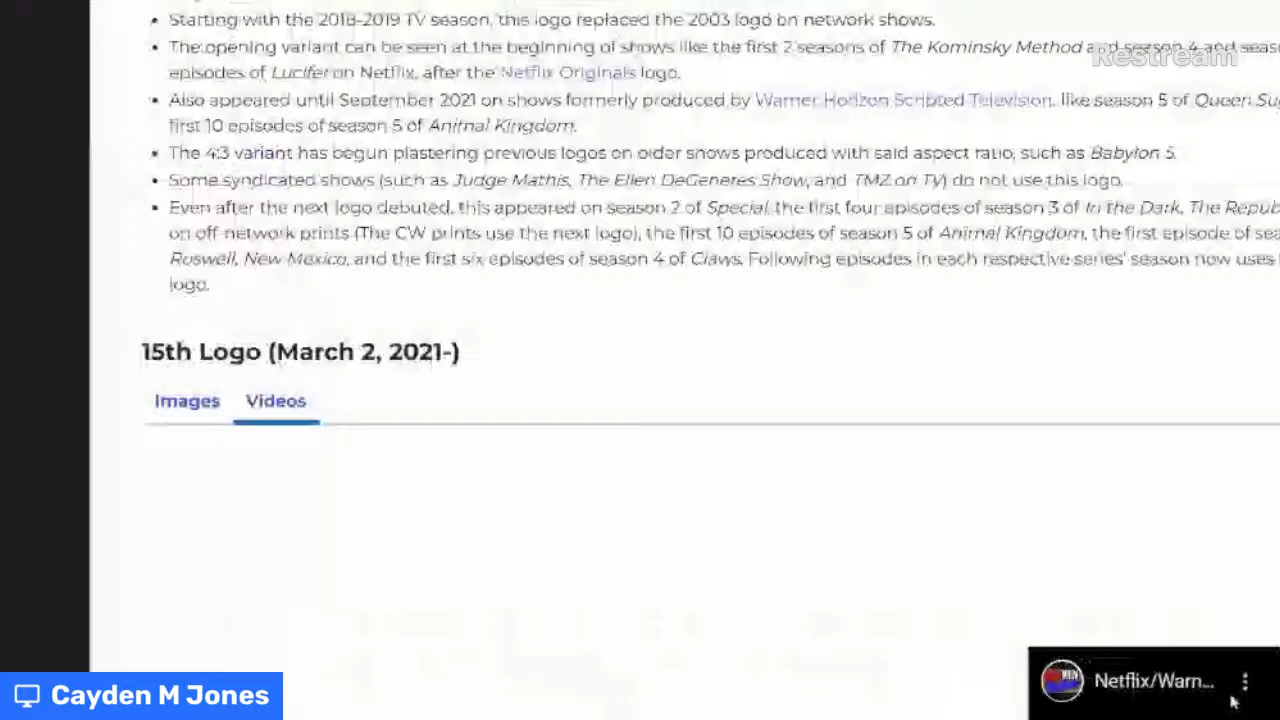 • Starting with the 2018-2019 TV season, this logo replaced the 2003 logo on network shows.
• The opening variant can be seen at the beginning of shows like the first 2 seasons of The Kominsky Method and season 4 and seas
episodes of Lucifer on Netflix, after the Netflix Originals logo.
Restream
• Also appeared until September 2021 on shows formerly produced by Warner Horizon Scripted Television, like season 5 of Queen Su
first 10 episodes of season 5 of Animal Kingdom.
• The 4:3 variant has begun plastering previous logos on older shows produced with said aspect ratio, such as Babylon 5.
• Some syndicated shows (such as Judge Mathis, The Ellen DeGeneres Show, and TMZ on TV) do not use this logo.
• Even after the next logo debuted, this appeared on season 2 of Special, the first four episodes of season 3 of In the Dark, The Repub
on off-network prints (The CW prints use the next logo), the first 10 episodes of season 5 of Animal Kingdom, the first episode of sea
Roswell, New Mexico, and the first six episodes of season 4 of Claws. Following episodes in each respective series' season now uses
logo.
15th Logo (March 2, 2021-)
Images Videos
Netflix/Warn...
Cayden M Jones